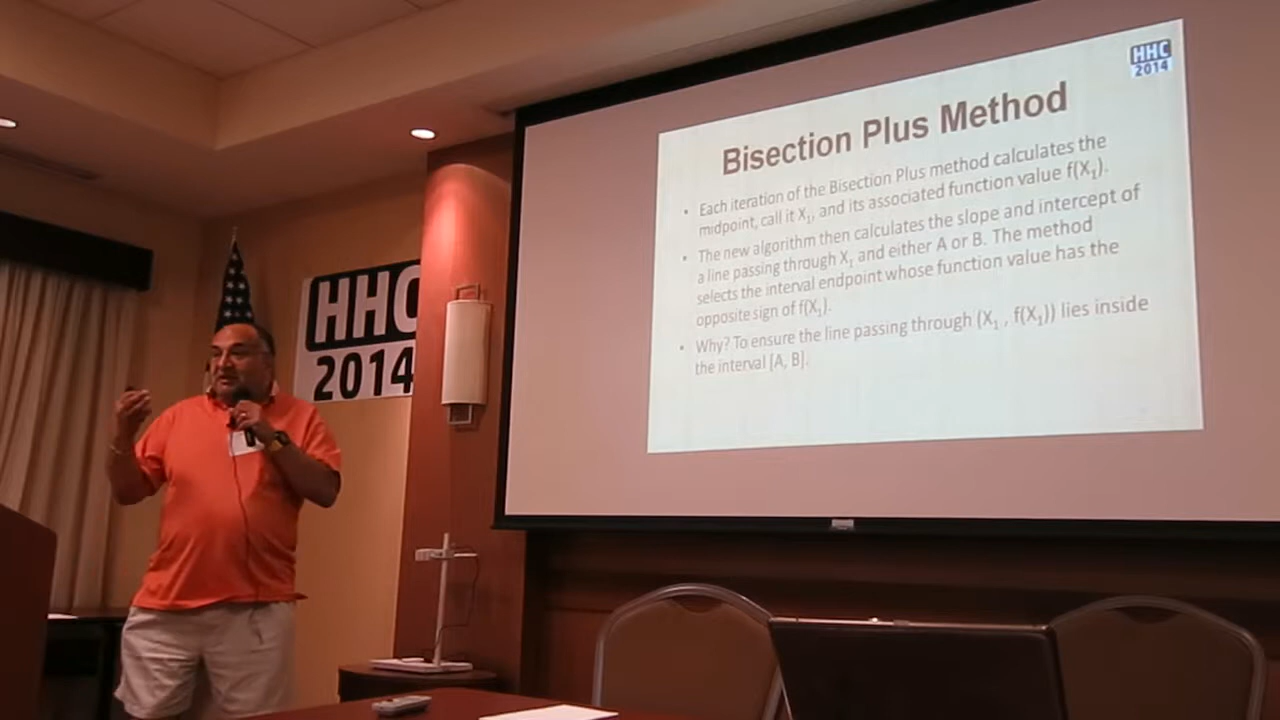 HHC
2014
HHC
2014
Bisection Plus Method
• Each iteration of the Bisection Plus method calculates the
midpoint, call it X₁, and its associated function value f(X₁).
• The new algorithm then calculates the slope and intercept of
a line passing through X₁ and either A or B. The method
selects the interval endpoint whose function value has the
opposite sign of f(X₁).
• Why? To ensure the line passing through (X₁ , f(X₁)) lies inside
the interval [A, B].